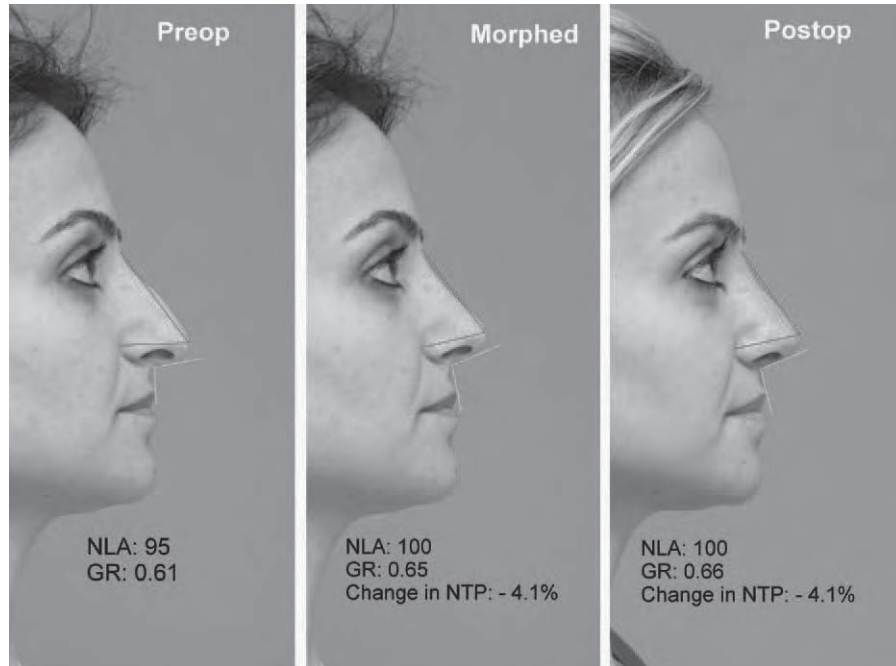 Preop
Morphed
Postop
NLA: 95
GR: 0.61
NLA: 100
GR: 0.65
Change in NTP: - 4.1%
NLA: 100
GR: 0.66
Change in NTP: - 4.1%